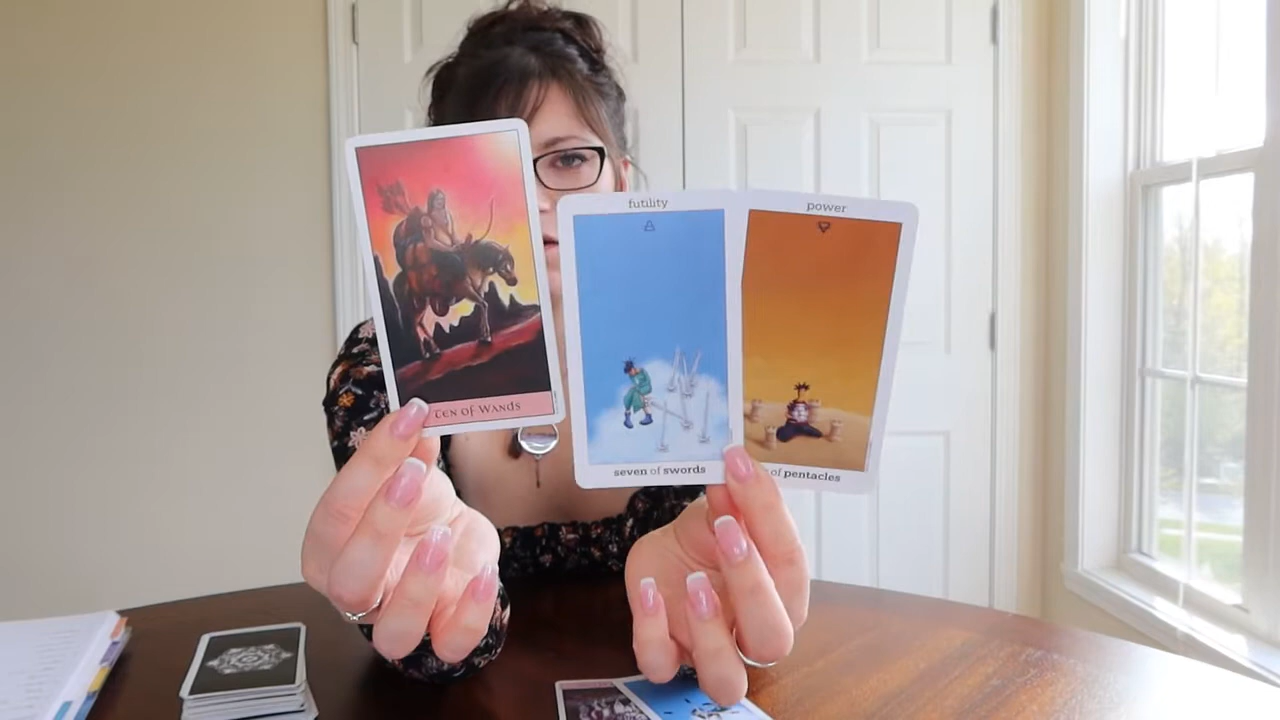 Ten of Wands
futility
seven of swords
power
of pentacles